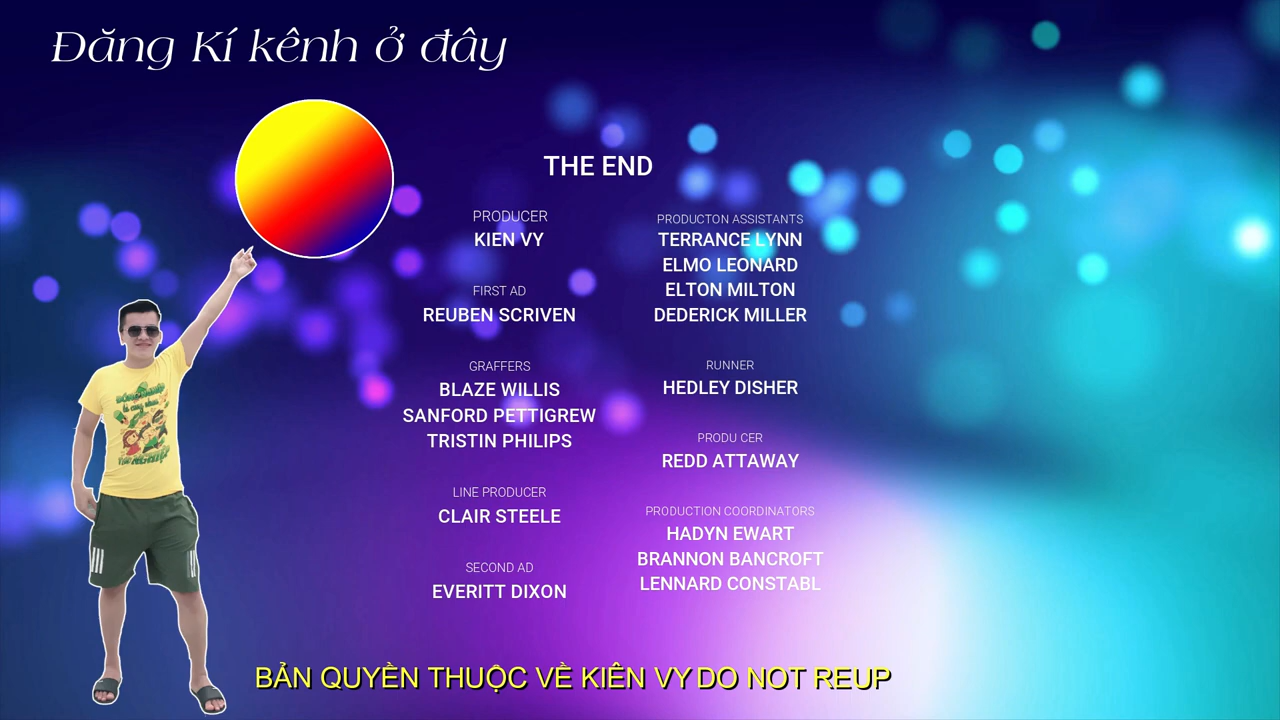 Đăng Kí kênh ở đây
THE END
PRODUCER
KIEN VY
FIRST AD
REUBEN SCRIVEN
GRAFFERS
BLAZE WILLIS
SANFORD PETTIGREW
TRISTIN PHILIPS
LINE PRODUCER
CLAIR STEELE
SECOND AD
EVERITT DIXON
PRODUCTON ASSISTANTS
TERRANCE LYNN
ELMO LEONARD
ELTON MILTON
DEDERICK MILLER
RUNNER
HEDLEY DISHER
PRODU CER
REDD ATTAWAY
PRODUCTION COORDINATORS
HADYN EWART
BRANNON BANCROFT
LENNARD CONSTABL
BẢN QUYỀN THUỘC VỀ KIÊN VY DO NOT REUP